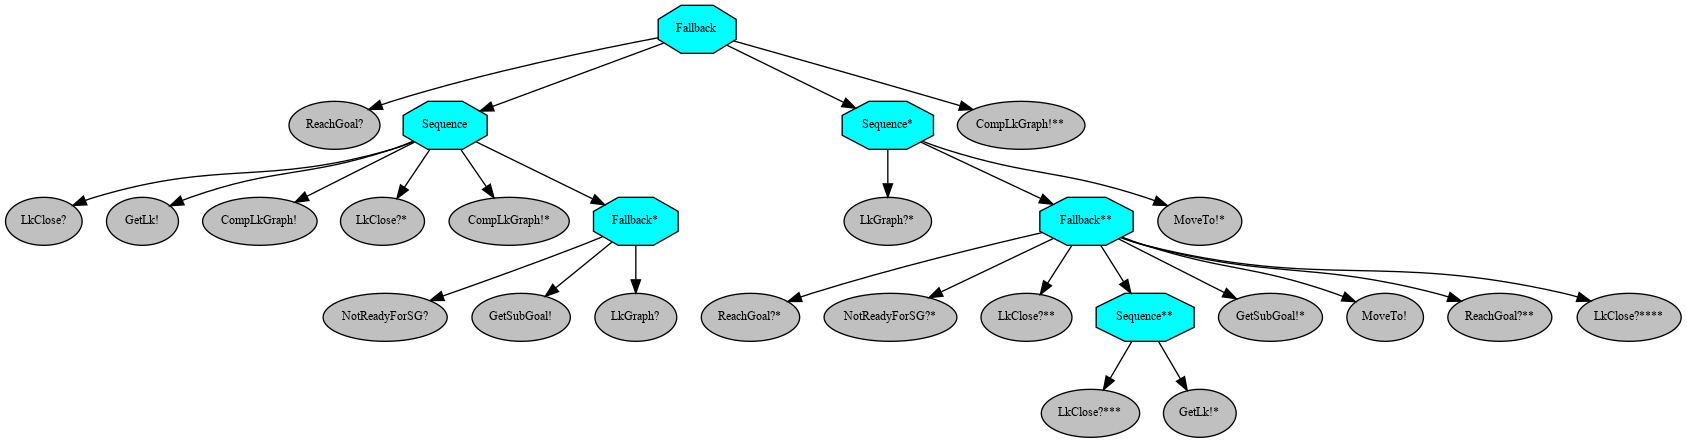 Fallback
ReachGoal?
Sequence
Sequence*
CompLkGraph!**
LkClose?
GetLk!
CompLkGraph!
LkClose?*
CompLkGraph!*
Fallback*
LkGraph?*
Fallback**
MoveTo!*
NotReadyForSG?
GetSubGoal!
LkGraph?
ReachGoal?*
NotReadyForSG?*
LkClose?**
Sequence**
GetSubGoal!*
MoveTo!
ReachGoal?**
LkClose?****
LkClose?***
GetLk!*